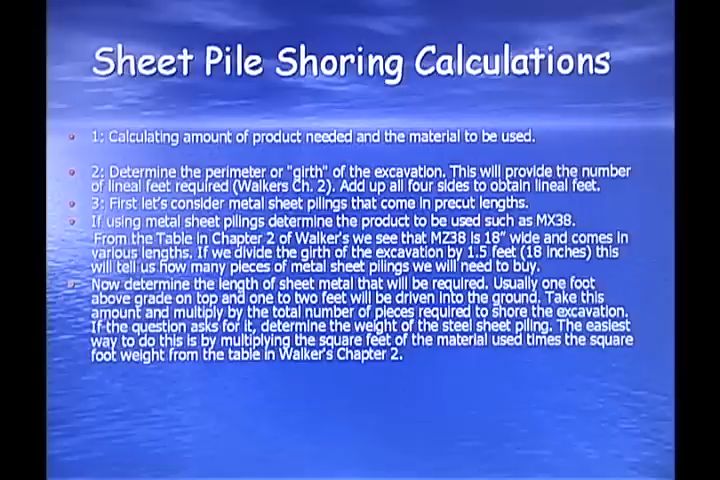 Sheet Pile Shoring Calculations
1: Calculating amount of product needed and the material to be used.
2: Determine the perimeter or "girth" of the excavation. This will provide the number
of lineal feet required (Walkers Ch. 2). Add up all four sides to obtain lineal feet.
3: First let's consider metal sheet pilings that come in precut lengths.
If using metal sheet pilings determine the product to be used such as MX38.
From the Table in Chapter 2 of Walker's we see that MZ38 is 18" wide and comes in
various lengths. If we divide the girth of the excavation by 1.5 feet (18 inches) this
will tell us how many pieces of metal sheet pilings we will need to buy.
Now determine the length of sheet metal that will be required. Usually one foot
above grade on top and one to two feet will be driven into the ground. Take this
amount and multiply by the total number of pieces required to shore the excavation.
If the question asks for it, determine the weight of the steel sheet piling. The easiest
way to do this is by multiplying the square feet of the material used times the square
foot weight from the table in Walker's Chapter 2.